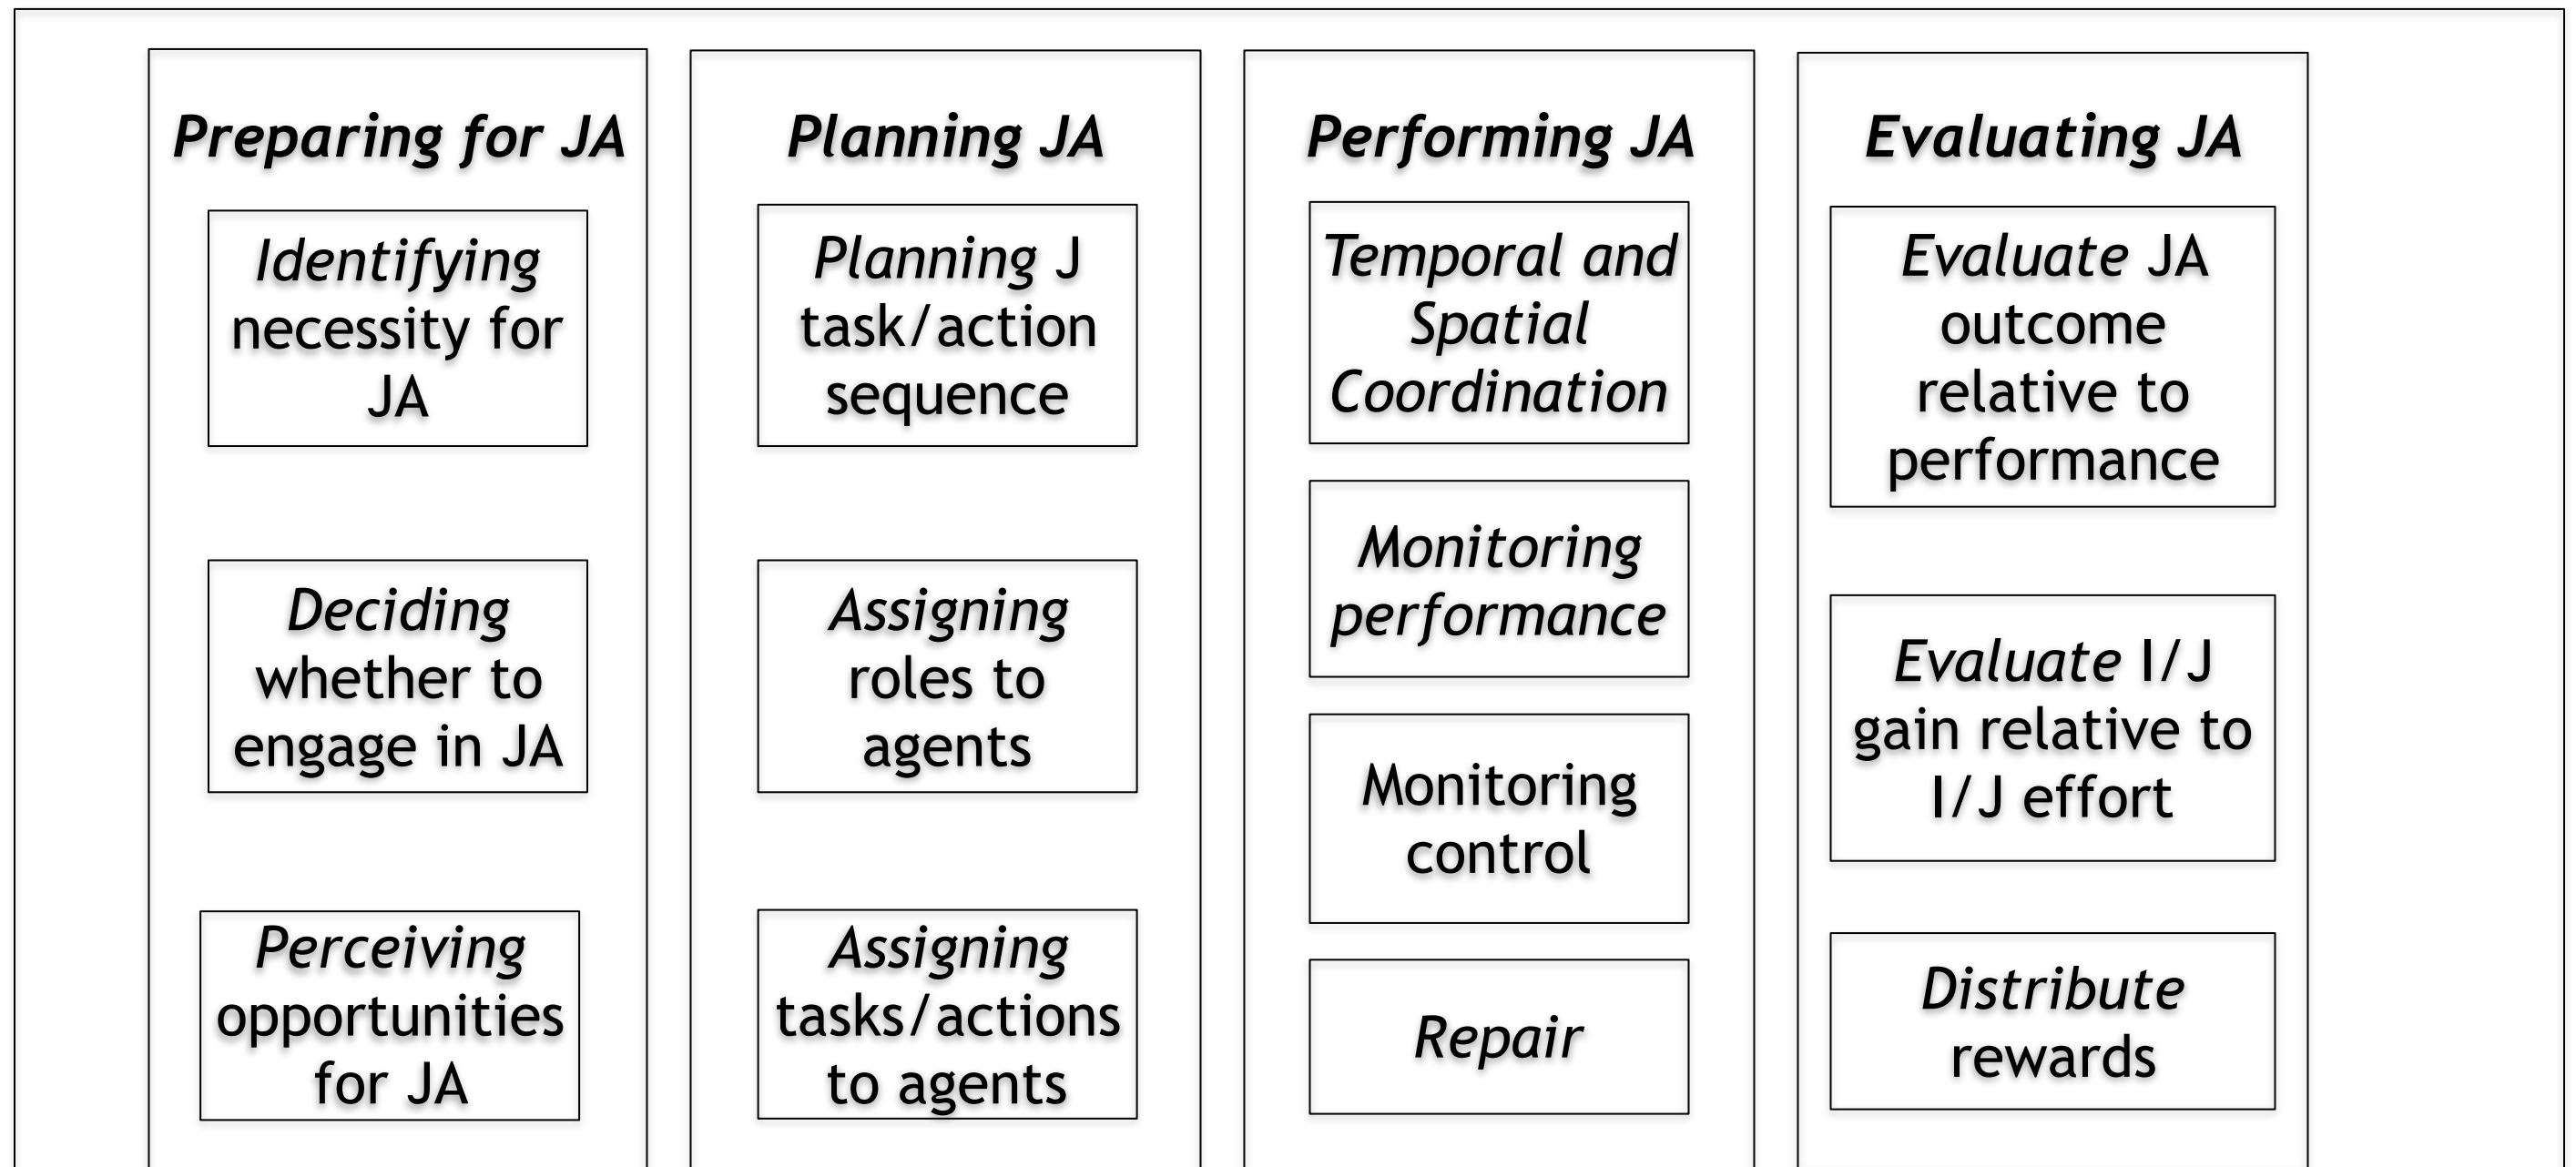 Preparing for JA
Identifying
necessity for
JA
Deciding
whether to
engage in JA
Perceiving
opportunities
for JA
Planning JA
Planning J
task/action
sequence
Assigning
roles to
agents
Assigning
tasks/actions
to agents
Performing JA
Temporal and
Spatial
Coordination
Monitoring
performance
Monitoring
control
Repair
Evaluating JA
Evaluate JA
outcome
relative to
performance
Evaluate I/J
gain relative to
I/J effort
Distribute
rewards